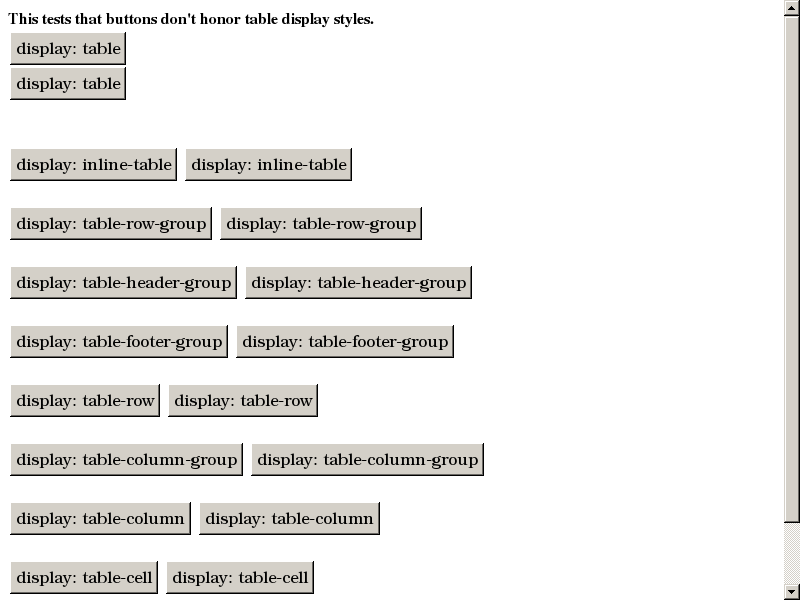 This tests that buttons don't honor table display styles.
display: table
display: table
display: inline-table display: inline-table
display: table-row-group display: table-row-group
display: table-header-group display: table-header-group
display: table-footer-group display: table-footer-group
display: table-row display: table-row
display: table-column-group display: table-column-group
display: table-column display: table-column
display: table-cell display: table-cell